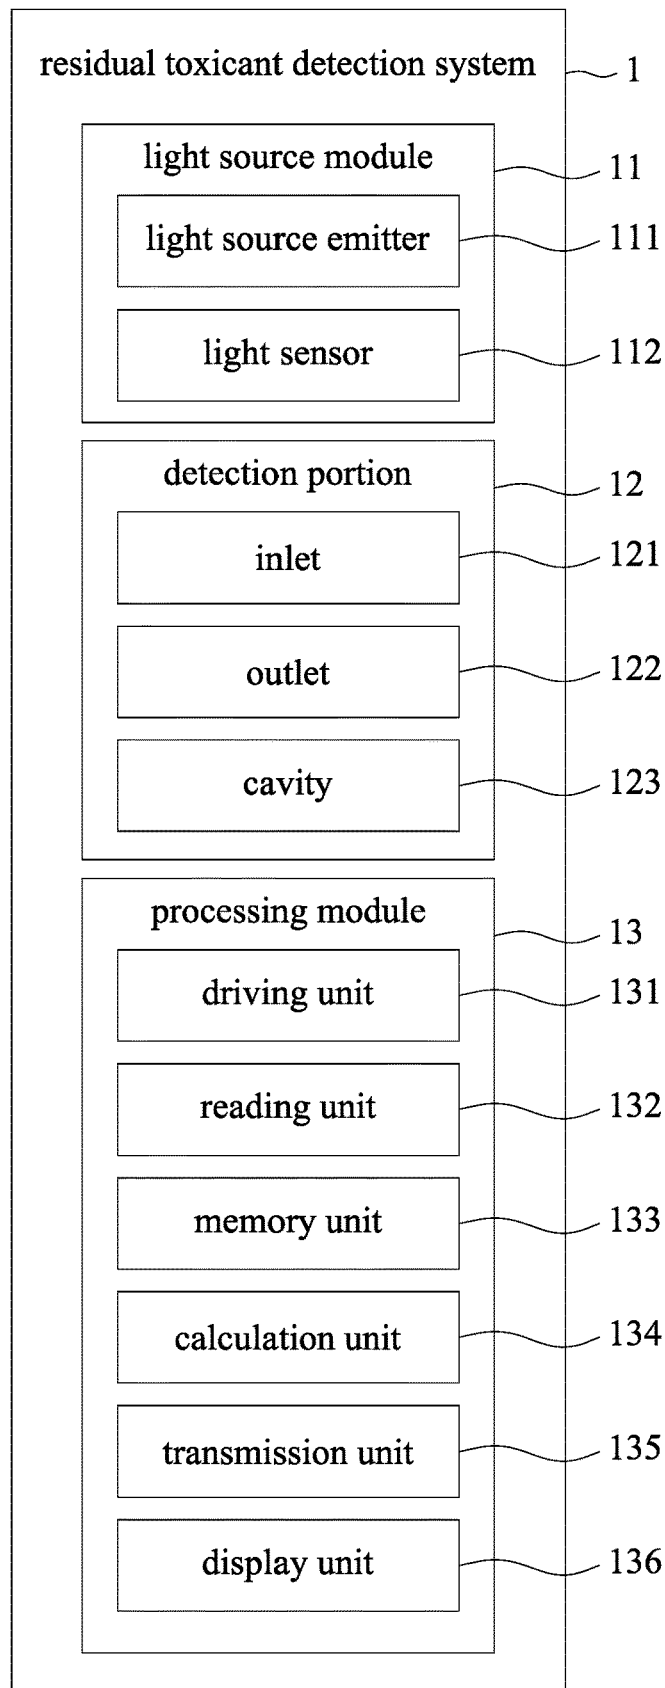 residual toxicant detection system 1
light source module 11
light source emitter 111
light sensor 112
detection portion 12
inlet 121
outlet 122
cavity 123
processing module 13
driving unit 131
reading unit 132
memory unit 133
calculation unit 134
transmission unit 135
display unit 136